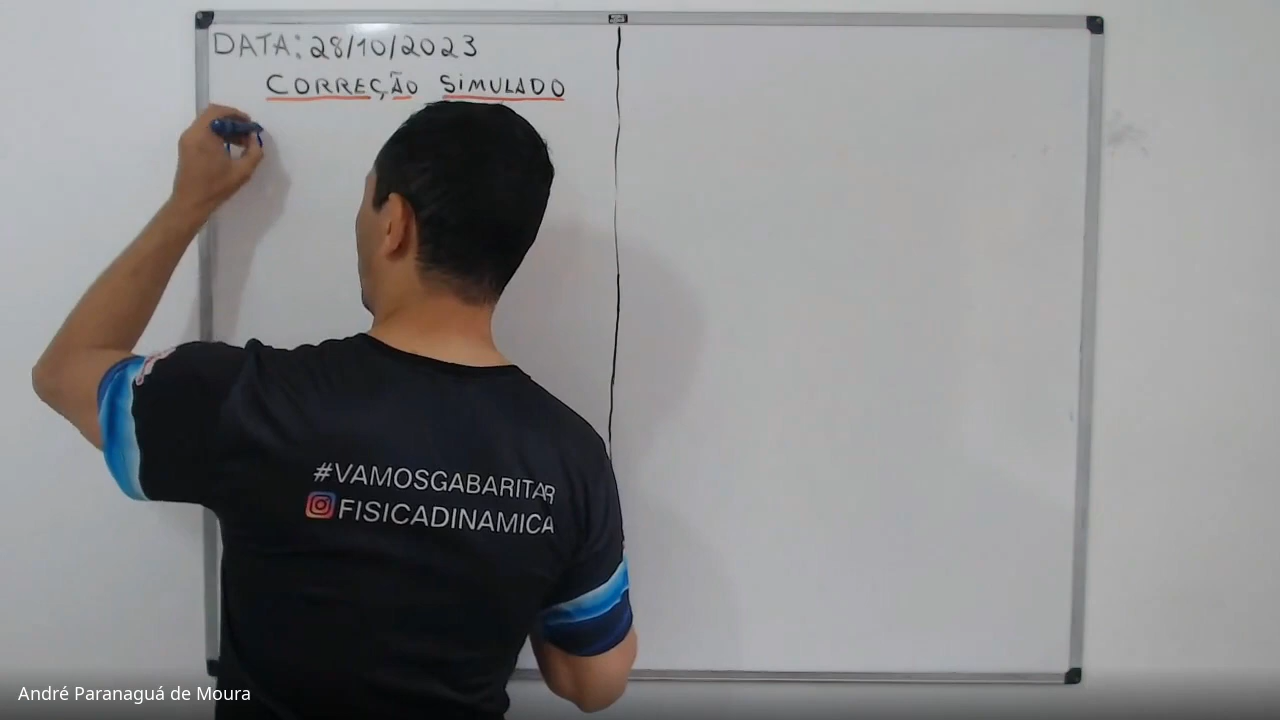 DATA: 28/10/2023
CORREÇÃO SIMULADO
#VAMOSGABARITAR
FISICADINAMICA
André Paranaguá de Moura